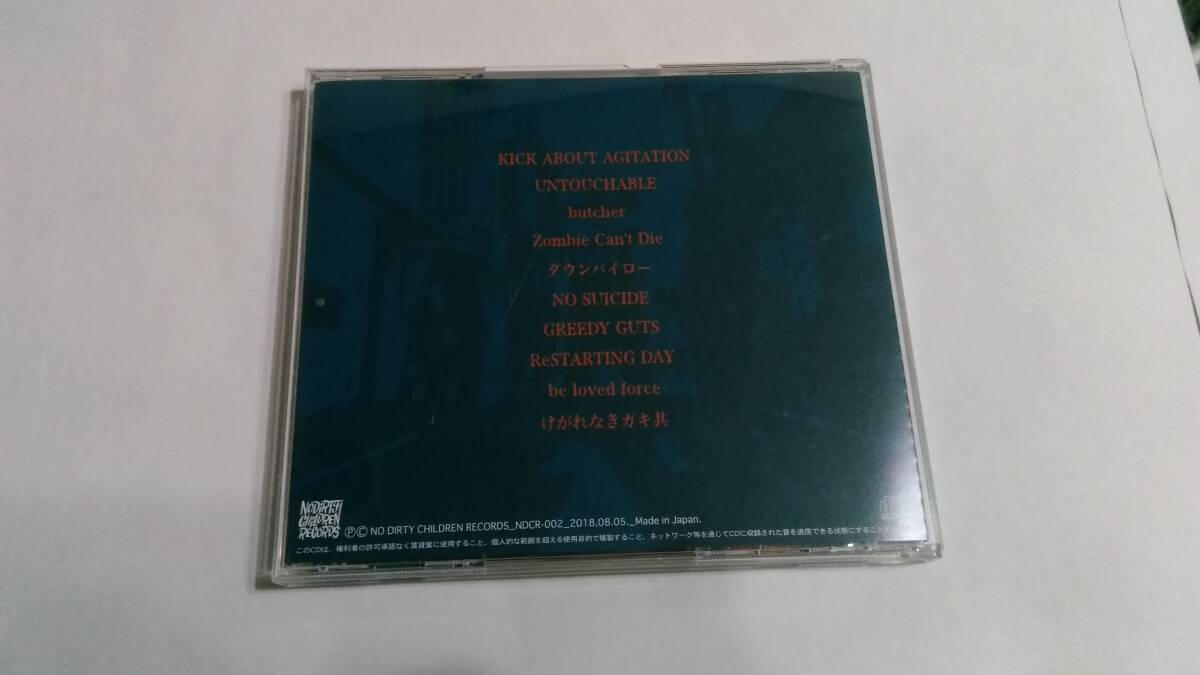 KICK ABOUT AGITATION
UNTOUCHABLE
butcher
Zombie Can't Die
ダウンバイロー
NO SUICIDE
GREEDY GUTS
ReSTARTING DAY
be loved force
けがれなきガキ共
NO DiRTY
CHiLDREN
RECORDS
ⓅⒸ NO DIRTY CHILDREN RECORDS_NDCR-002_2018.08.05._Made in Japan.
このCDは、権利者の許可承諾なく賃貸業に使用すること、個人的な範囲を超える使用目的で複製すること、ネットワーク等を通じてCDに収録された音を送信できる状態にすること